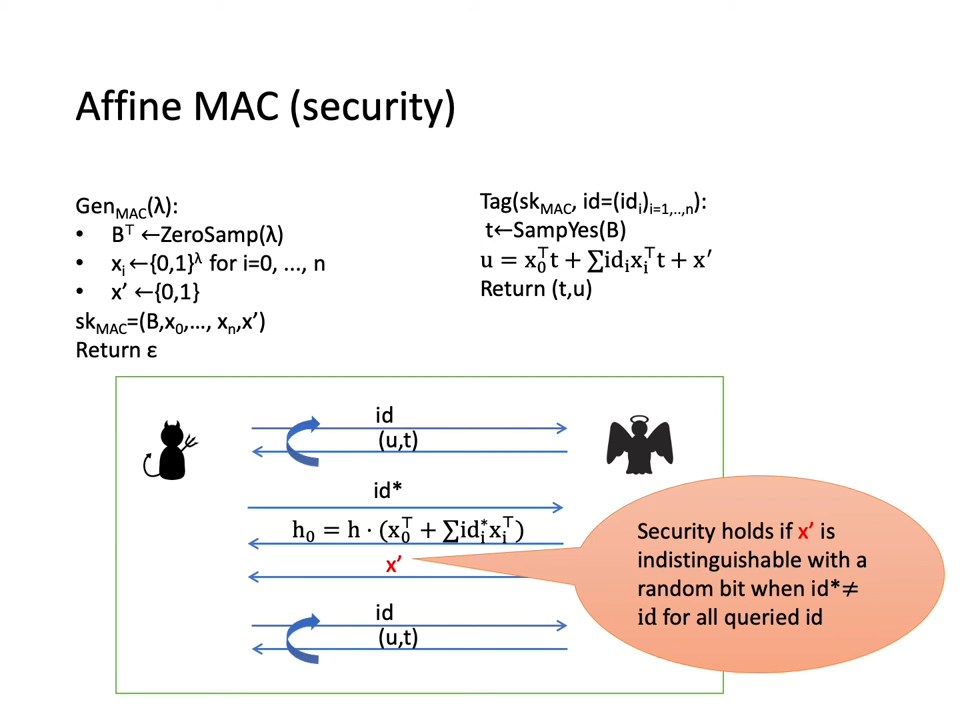 Affine MAC (security)
Gen_MAC(λ):
• B⊤ ←ZeroSamp(λ)
• x_i ←{0,1}^λ for i=0, ..., n
• x’ ←{0,1}
sk_MAC=(B,x_0,..., x_n,x’)
Return ε
Tag(sk_MAC, id=(id_i)_i=1,..,n):
t←SampYes(B)
u = x_0^⊤t + ∑id_ix_i^⊤t + x′
Return (t,u)
id
(u,t)
id*
h_0 = h · (x_0^⊤ + ∑id_i^*x_i^⊤)
x’
id
(u,t)
Security holds if x’ is
indistinguishable with a
random bit when id*≠
id for all queried id